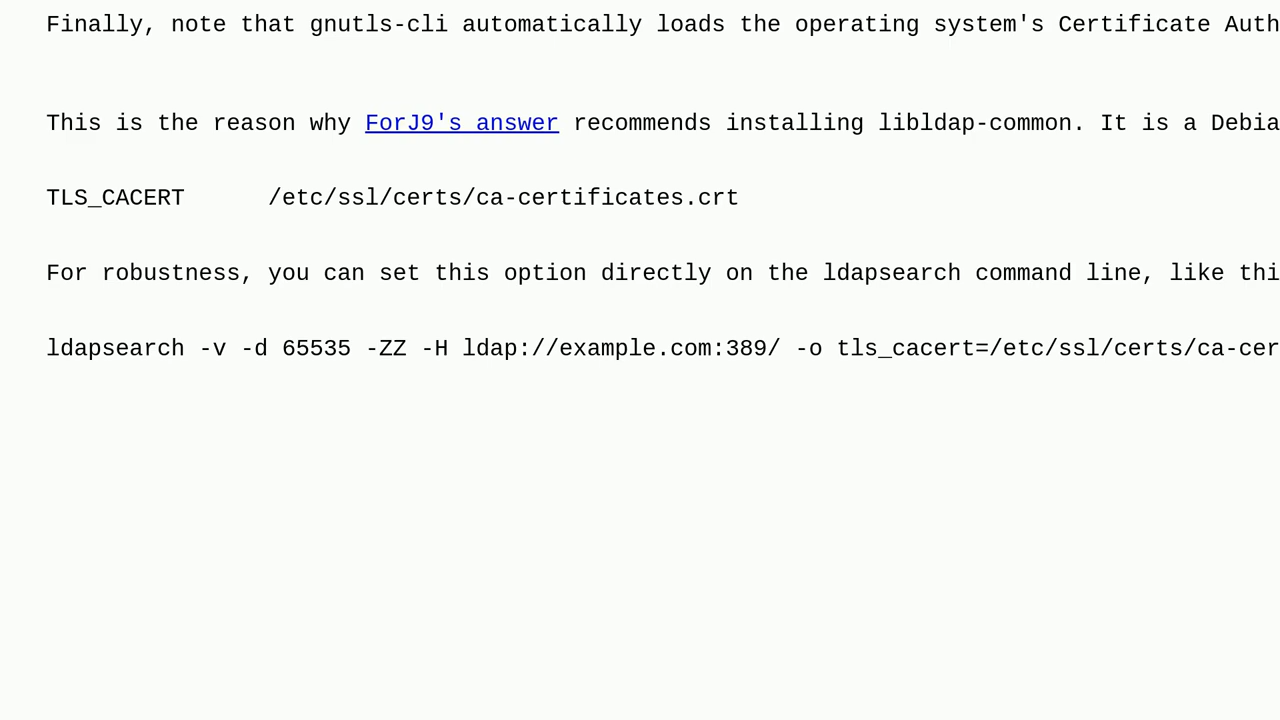 Finally, note that gnutls-cli automatically loads the operating system's Certificate Auth
This is the reason why ForJ9's answer recommends installing libldap-common. It is a Debia
TLS_CACERT      /etc/ssl/certs/ca-certificates.crt
For robustness, you can set this option directly on the ldapsearch command line, like thi
ldapsearch -v -d 65535 -ZZ -H ldap://example.com:389/ -o tls_cacert=/etc/ssl/certs/ca-cer